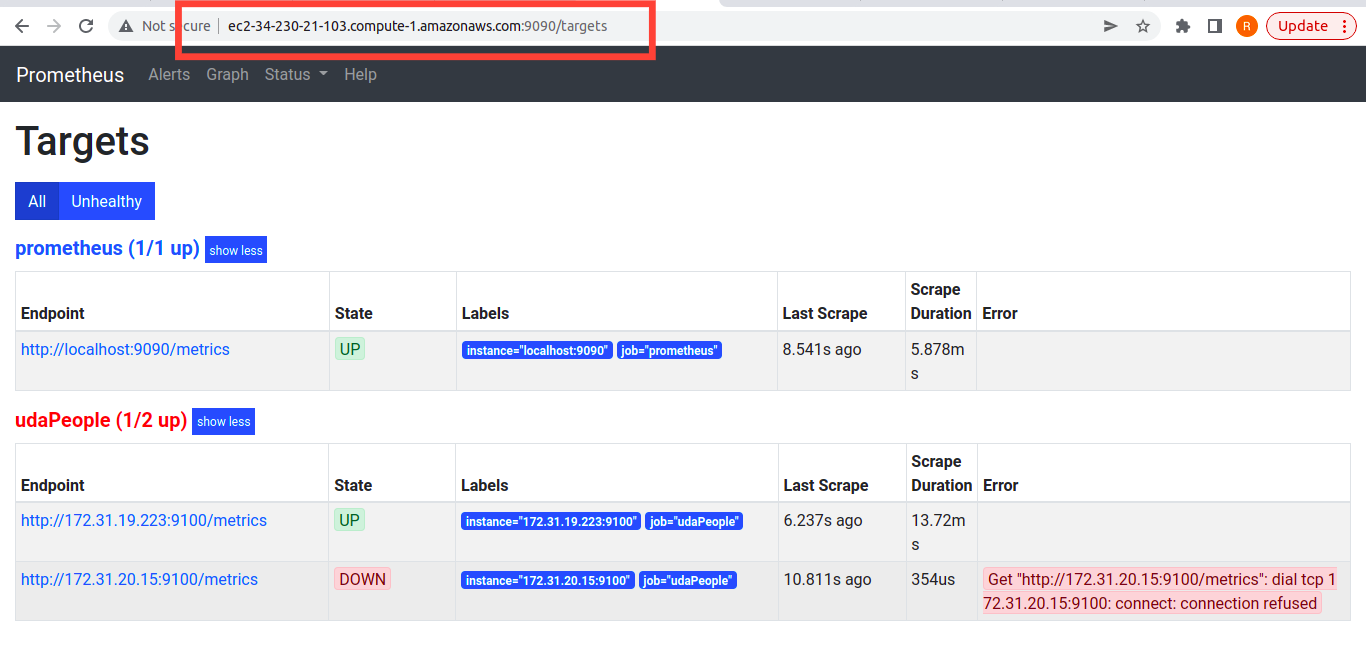 Not secure ec2-34-230-21-103.compute-1.amazonaws.com:9090/targets R Update
Prometheus Alerts Graph Status Help
Targets
All Unhealthy
prometheus (1/1 up) show less
Endpoint State Labels Last Scrape Scrape Duration Error
http://localhost:9090/metrics UP instance="localhost:9090" job="prometheus" 8.541s ago 5.878m
s
udaPeople (1/2 up) show less
Endpoint State Labels Last Scrape Scrape Duration Error
http://172.31.19.223:9100/metrics UP instance="172.31.19.223:9100" job="udaPeople" 6.237s ago 13.72m
s
http://172.31.20.15:9100/metrics DOWN instance="172.31.20.15:9100" job="udaPeople" 10.811s ago 354us Get "http://172.31.20.15:9100/metrics": dial tcp 1
72.31.20.15:9100: connect: connection refused